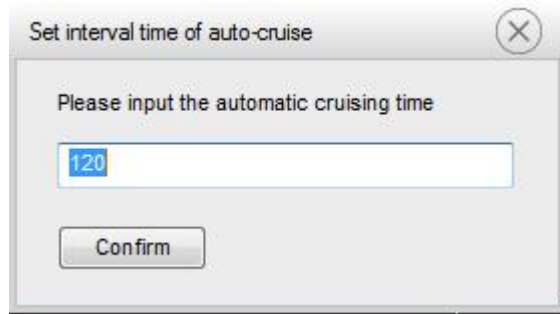 Set interval time of auto-cruise
Please input the automatic cruising time
120
Confirm